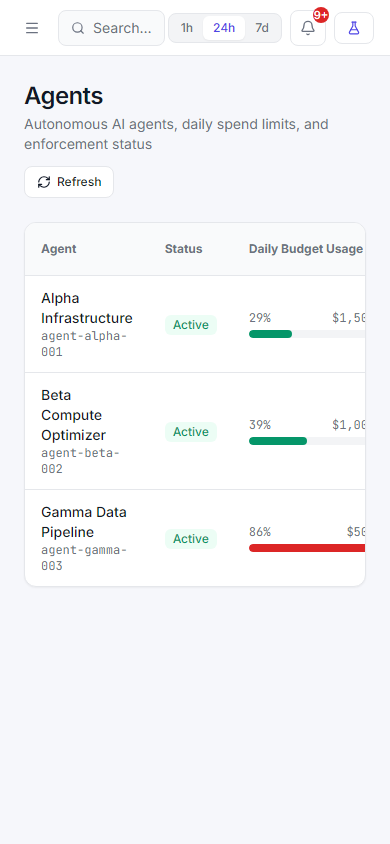 Search...
1h
24h
7d
9+
Agents
Autonomous AI agents, daily spend limits, and
enforcement status
Refresh
Agent
Status
Daily Budget Usage
Alpha
Infrastructure
agent-alpha-
001
Active
29%
$1,50
Beta
Compute
Optimizer
agent-beta-
002
Active
39%
$1,00
Gamma Data
Pipeline
agent-gamma-
003
Active
86%
$50